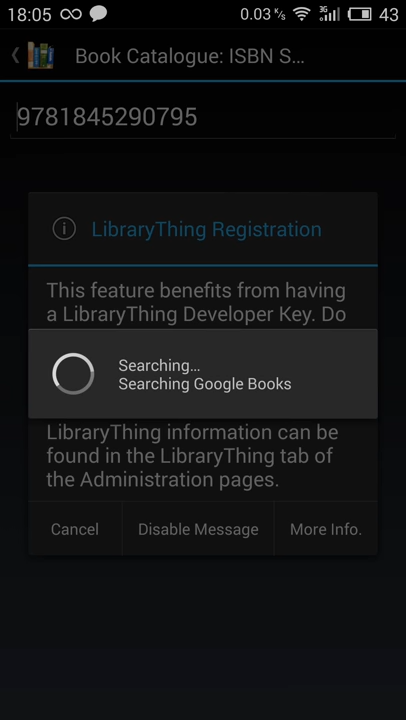 18:05 0.03 K/s 3G 43
Book Catalogue: ISBN S...
9781845290795
LibraryThing Registration
This feature benefits from having
a LibraryThing Developer Key. Do
Searching...
Searching Google Books
LibraryThing information can be
found in the LibraryThing tab of
the Administration pages.
Cancel Disable Message More Info.